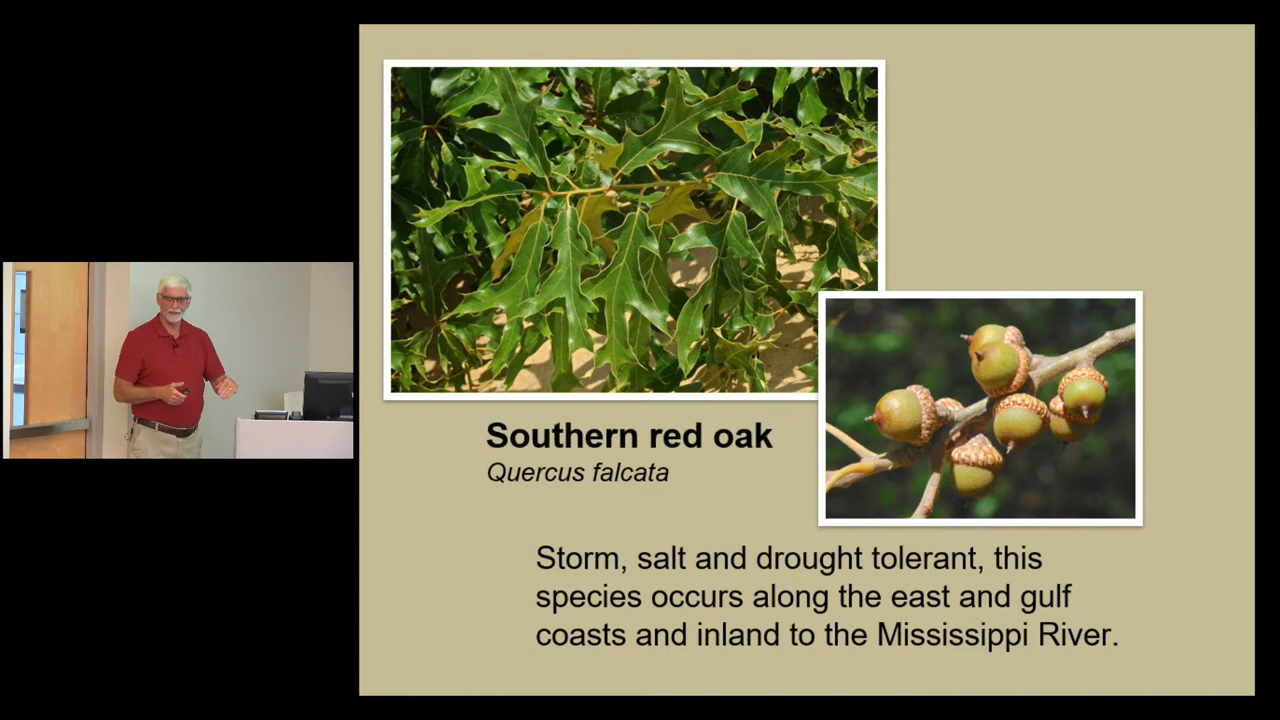 Southern red oak
Quercus falcata
Storm, salt and drought tolerant, this
species occurs along the east and gulf
coasts and inland to the Mississippi River.